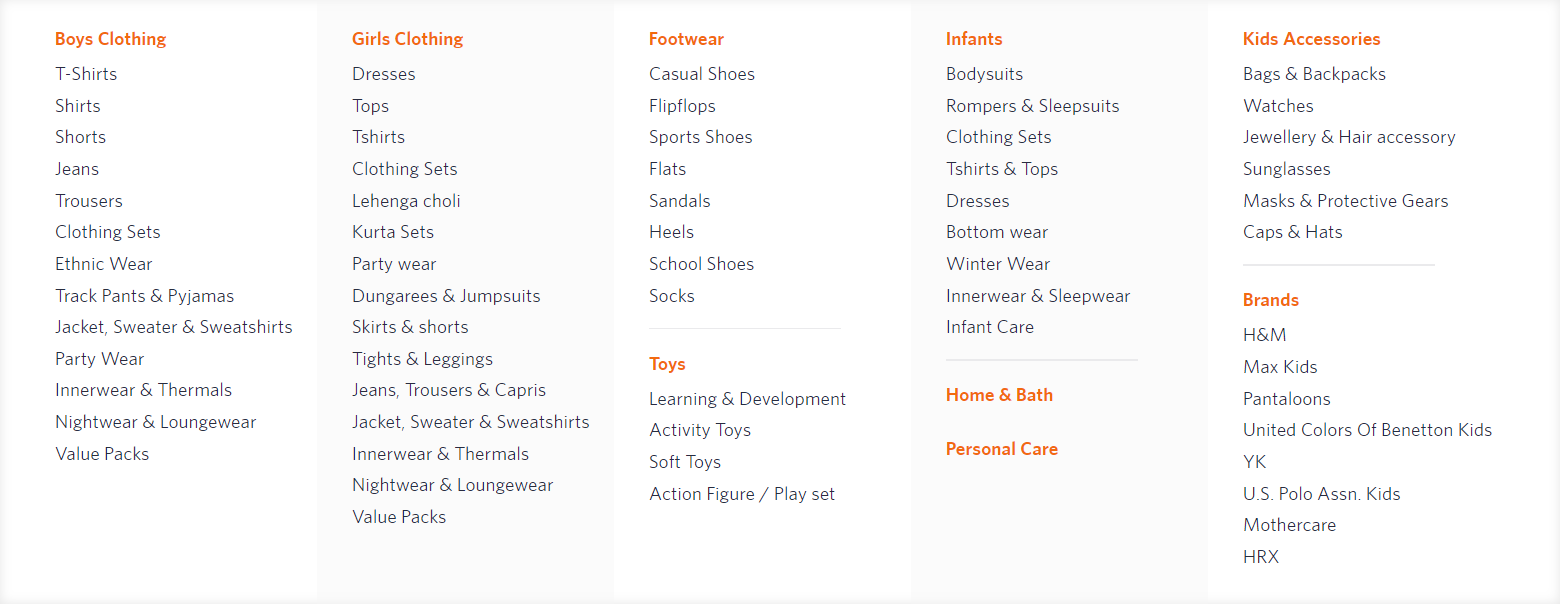 Boys Clothing
T-Shirts
Shirts
Shorts
Jeans
Trousers
Clothing Sets
Ethnic Wear
Track Pants & Pyjamas
Jacket, Sweater & Sweatshirts
Party Wear
Innerwear & Thermals
Nightwear & Loungewear
Value Packs
Girls Clothing
Dresses
Tops
Tshirts
Clothing Sets
Lehenga choli
Kurta Sets
Party wear
Dungarees & Jumpsuits
Skirts & shorts
Tights & Leggings
Jeans, Trousers & Capris
Jacket, Sweater & Sweatshirts
Innerwear & Thermals
Nightwear & Loungewear
Value Packs
Footwear
Casual Shoes
Flipflops
Sports Shoes
Flats
Sandals
Heels
School Shoes
Socks
Toys
Learning & Development
Activity Toys
Soft Toys
Action Figure / Play set
Infants
Bodysuits
Rompers & Sleepsuits
Clothing Sets
Tshirts & Tops
Dresses
Bottom wear
Winter Wear
Innerwear & Sleepwear
Infant Care
Home & Bath
Personal Care
Kids Accessories
Bags & Backpacks
Watches
Jewellery & Hair accessory
Sunglasses
Masks & Protective Gears
Caps & Hats
Brands
H&M
Max Kids
Pantaloons
United Colors Of Benetton Kids
YK
U.S. Polo Assn. Kids
Mothercare
HRX